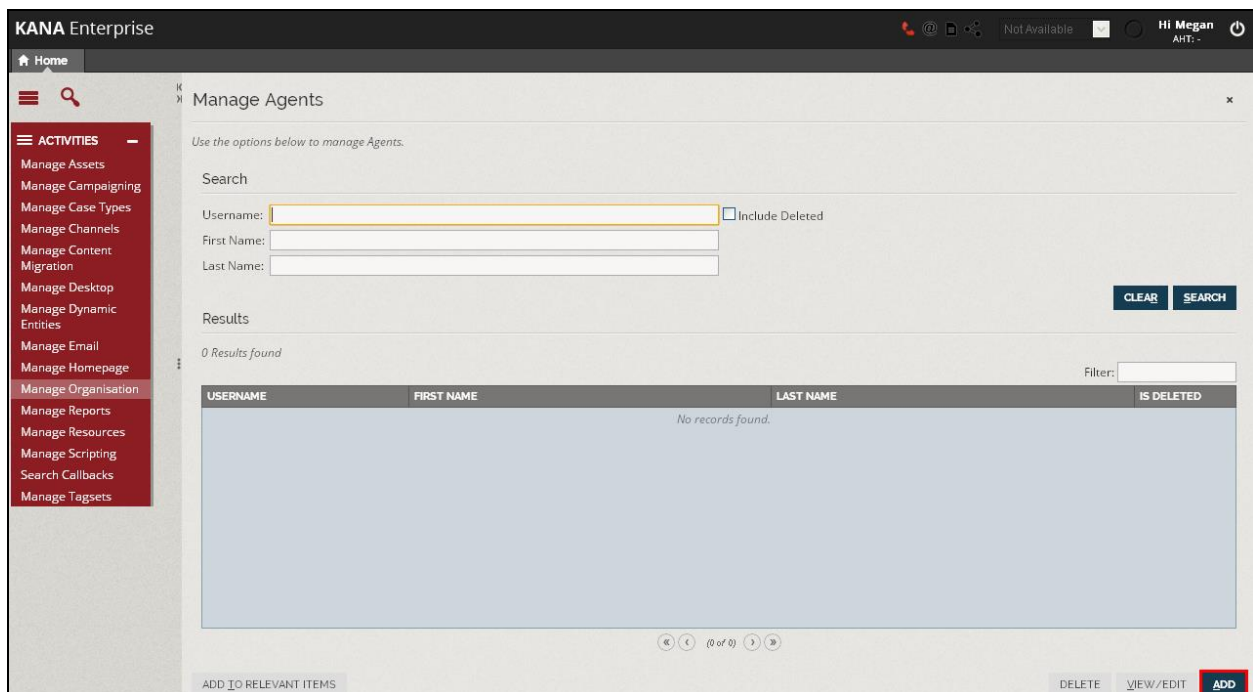 KANA Enterprise
Not Available
Hi Megan
AHT: -
Home
Manage Agents
Use the options below to manage Agents.
ACTIVITIES
Manage Assets
Manage Campaigning
Manage Case Types
Manage Channels
Manage Content
Migration
Manage Desktop
Manage Dynamic
Entities
Manage Email
Manage Homepage
Manage Organisation
Manage Reports
Manage Resources
Manage Scripting
Search Callbacks
Manage Tagsets
Search
Username:
Include Deleted
First Name:
Last Name:
CLEAR SEARCH
Results
0 Results found
Filter:
USERNAME FIRST NAME LAST NAME IS DELETED
No records found.
(0 of 0)
ADD TO RELEVANT ITEMS DELETE VIEW/EDIT ADD